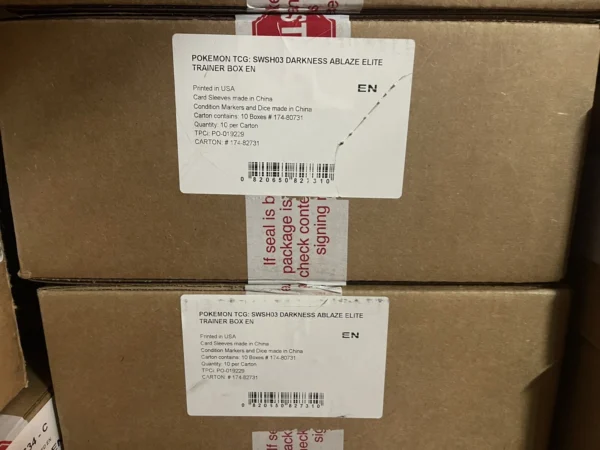 POKEMON TCG: SWSH03 DARKNESS ABLAZE ELITE
TRAINER BOX EN
EN
Printed in USA
Card Sleeves made in China
Condition Markers and Dice made in China
Carton contains: 10 Boxes # 174-80731
Quantity: 10 per Carton
TPCi: PO-019229
CARTON: # 174-82731
0 820650 827310
If seal is b
package is
check conte
signing
POKEMON TCG: SWSH03 DARKNESS ABLAZE ELITE
TRAINER BOX EN
EN
Printed in USA
Card Sleeves made in China
Condition Markers and Dice made in China
Carton contains: 10 Boxes # 174-80731
Quantity: 10 per Carton
TPCi: PO-019229
CARTON: # 174-82731
0 820650 827310
If se
pack
34 - C